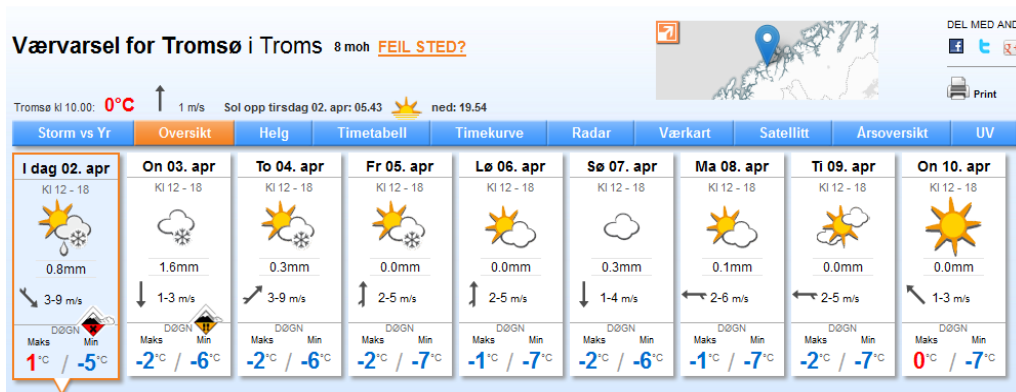 DEL MED AND
Værvarsel for Tromsø i Troms 8 moh FEIL STED?
Print
Tromsø kl 10.00: 0°C 1 m/s Sol opp tirsdag 02. apr: 05.43 ned: 19.54
Storm vs Yr Oversikt Helg Timetabell Timekurve Radar Værkart Satellitt Årsoversikt UV
I dag 02. apr On 03. apr To 04. apr Fr 05. apr Lø 06. apr Sø 07. apr Ma 08. apr Ti 09. apr On 10. apr
Kl 12 - 18 Kl 12 - 18 Kl 12 - 18 Kl 12 - 18 Kl 12 - 18 Kl 12 - 18 Kl 12 - 18 Kl 12 - 18 Kl 12 - 18
0.8mm 1.6mm 0.3mm 0.0mm 0.0mm 0.3mm 0.1mm 0.0mm 0.0mm
3-9 m/s 1-3 m/s 3-9 m/s 2-5 m/s 2-5 m/s 1-4 m/s 2-6 m/s 2-5 m/s 1-3 m/s
DØGN DØGN DØGN DØGN DØGN DØGN DØGN DØGN DØGN
Maks Min Maks Min Maks Min Maks Min Maks Min Maks Min Maks Min Maks Min Maks Min
1°C / -5°C -2°C / -6°C -2°C / -6°C -2°C / -7°C -1°C / -7°C -2°C / -6°C -1°C / -7°C -2°C / -7°C 0°C / -7°C